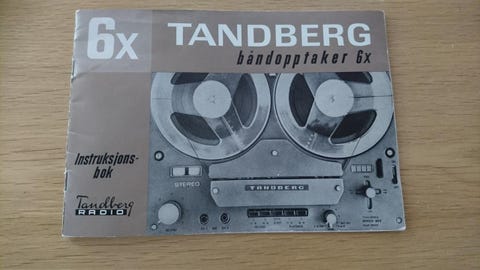 6x
TANDBERG
båndopptaker 6x
Instruksjons-
bok
Tandberg
RADIO
STEREO
TANDBERG